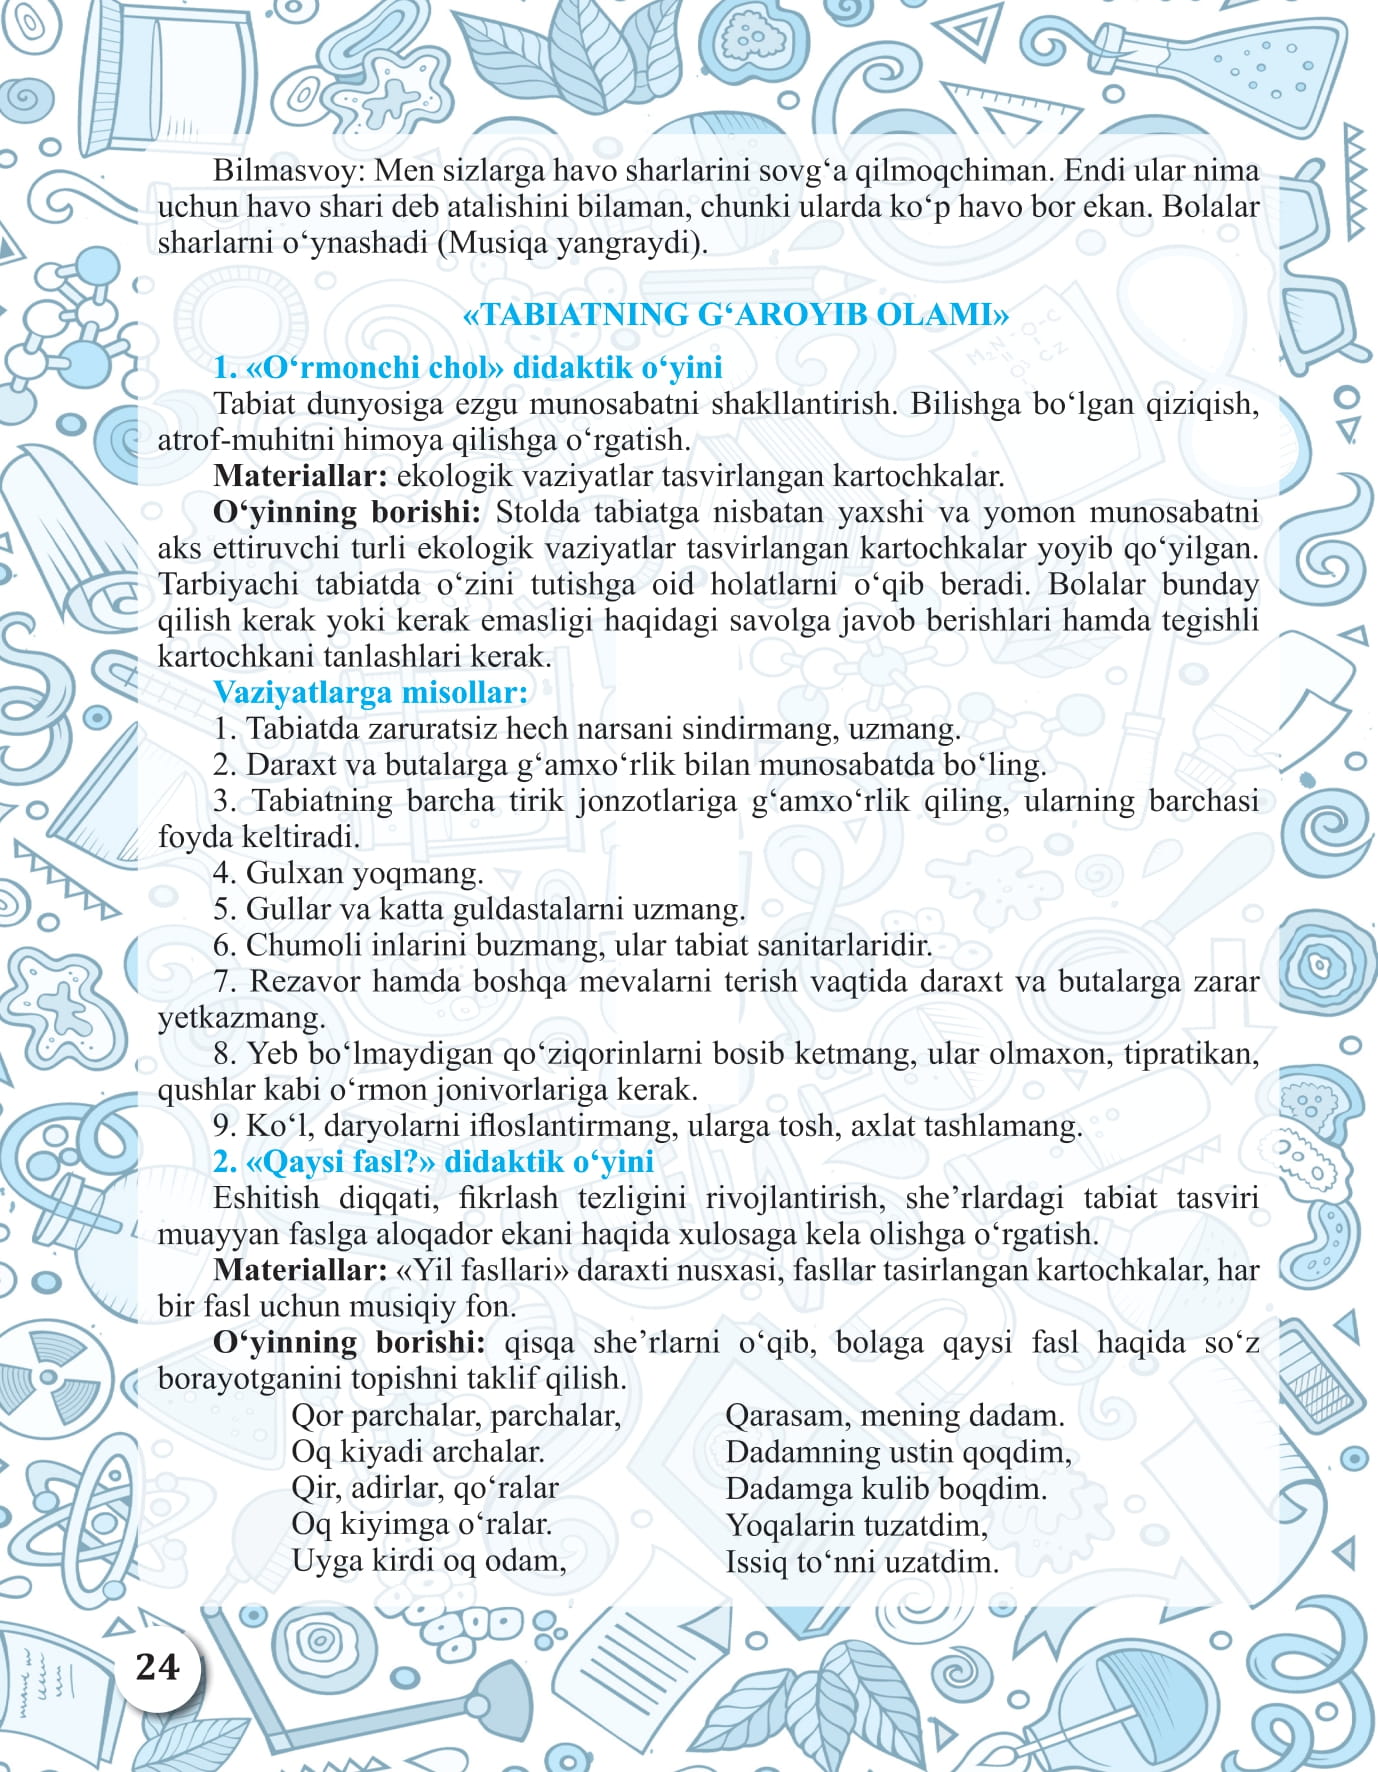 Bilmasvoy: Men sizlarga havo sharlarini sovg‘a qilmoqchiman. Endi ular nima
uchun havo shari deb atalishini bilaman, chunki ularda ko‘p havo bor ekan. Bolalar
sharlarni o‘ynashadi (Musiqa yangraydi).
«TABIATNING G‘AROYIB OLAMI»
1. «O‘rmonchi chol» didaktik o‘yini
Tabiat dunyosiga ezgu munosabatni shakllantirish. Bilishga bo‘lgan qiziqish,
atrof-muhitni himoya qilishga o‘rgatish.
Materiallar: ekologik vaziyatlar tasvirlangan kartochkalar.
O‘yinning borishi: Stolda tabiatga nisbatan yaxshi va yomon munosabatni
aks ettiruvchi turli ekologik vaziyatlar tasvirlangan kartochkalar yoyib qo‘yilgan.
Tarbiyachi tabiatda o‘zini tutishga oid holatlarni o‘qib beradi. Bolalar bunday
qilish kerak yoki kerak emasligi haqidagi savolga javob berishlari hamda tegishli
kartochkani tanlashlari kerak.
Vaziyatlarga misollar:
1. Tabiatda zaruratsiz hech narsani sindirmang, uzmang.
2. Daraxt va butalarga g‘amxo‘rlik bilan munosabatda bo‘ling.
3. Tabiatning barcha tirik jonzotlariga g‘amxo‘rlik qiling, ularning barchasi
foyda keltiradi.
4. Gulxan yoqmang.
5. Gullar va katta guldastalarni uzmang.
6. Chumoli inlarini buzmang, ular tabiat sanitarlaridir.
7. Rezavor hamda boshqa mevalarni terish vaqtida daraxt va butalarga zarar
yetkazmang.
8. Yeb bo‘lmaydigan qo‘ziqorinlarni bosib ketmang, ular olmaxon, tipratikan,
qushlar kabi o‘rmon jonivorlariga kerak.
9. Ko‘l, daryolarni ifloslantirmang, ularga tosh, axlat tashlamang.
2. «Qaysi fasl?» didaktik o‘yini
Eshitish diqqati, fikrlash tezligini rivojlantirish, she’rlardagi tabiat tasviri
muayyan faslga aloqador ekani haqida xulosaga kela olishga o‘rgatish.
Materiallar: «Yil fasllari» daraxti nusxasi, fasllar tasirlangan kartochkalar, har
bir fasl uchun musiqiy fon.
O‘yinning borishi: qisqa she’rlarni o‘qib, bolaga qaysi fasl haqida so‘z
borayotganini topishni taklif qilish.
Qor parchalar, parchalar,
Oq kiyadi archalar.
Qir, adirlar, qo‘ralar
Oq kiyimga o‘ralar.
Uyga kirdi oq odam,
Qarasam, mening dadam.
Dadamning ustin qoqdim,
Dadamga kulib boqdim.
Yoqalarin tuzatdim,
Issiq to‘nni uzatdim.
24